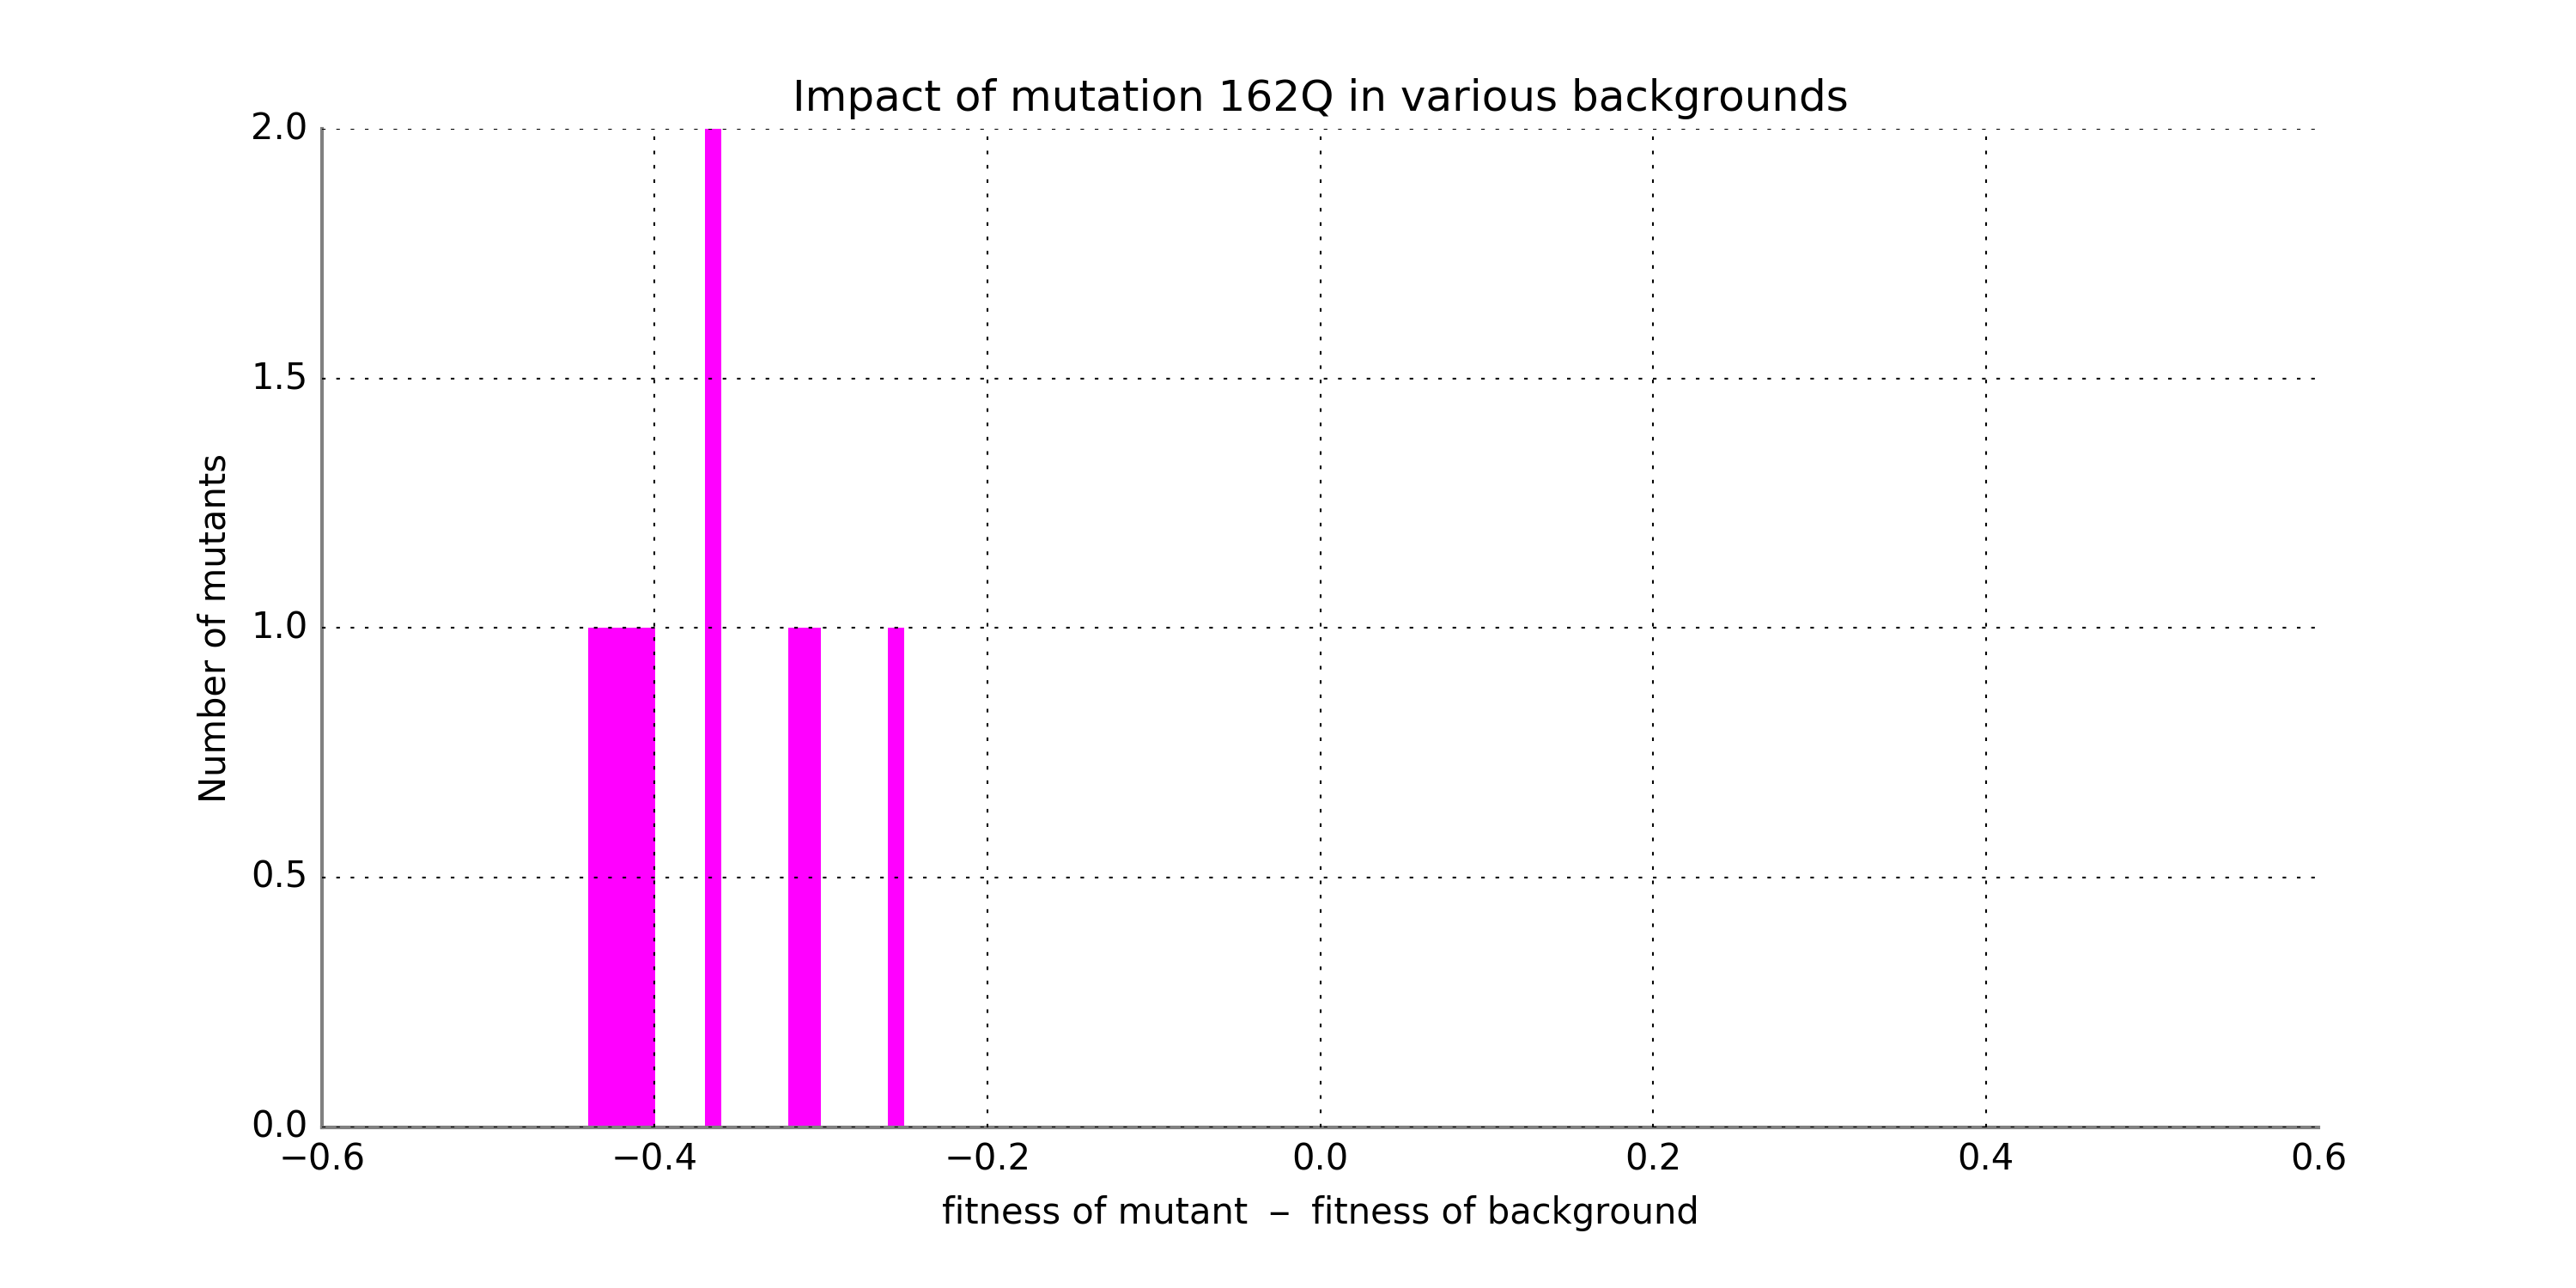 Impact of mutation 162Q in various backgrounds
2.0
1.5
1.0
0.5
0.0
Number of mutants
−0.6 −0.4 −0.2 0.0 0.2 0.4 0.6
fitness of mutant − fitness of background